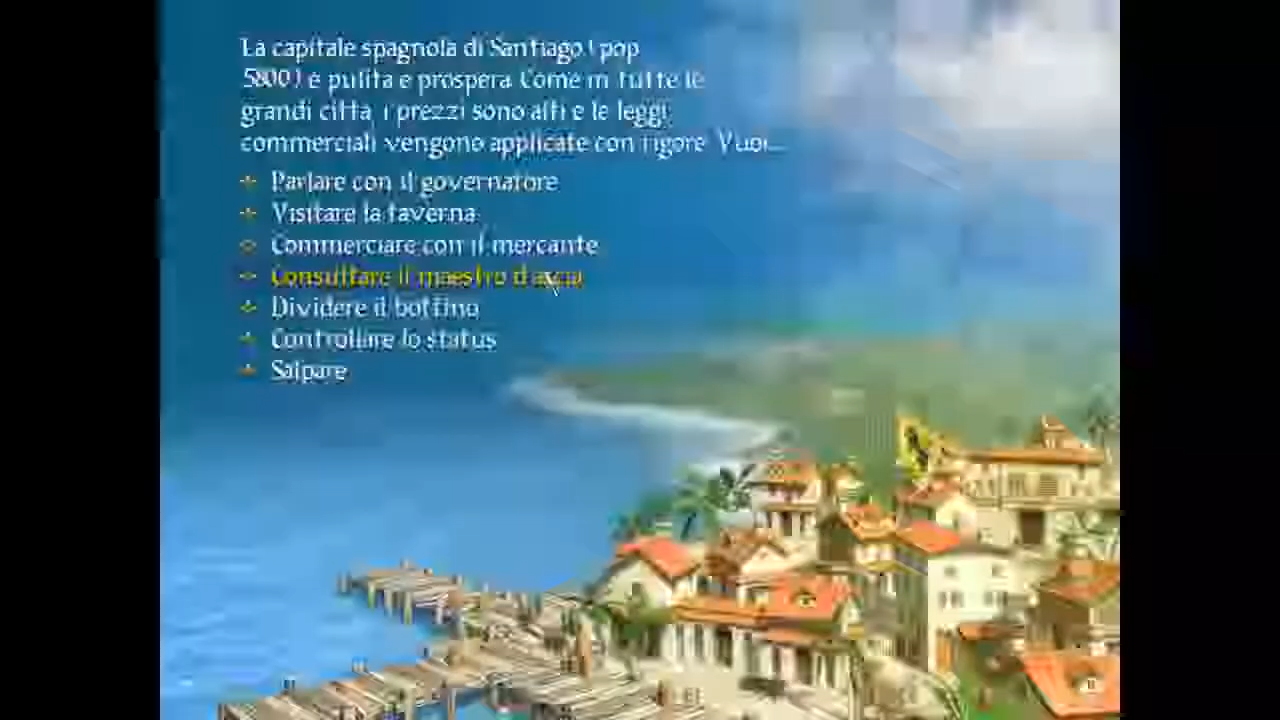 La capitale spagnola di Santiago (pop
5800) è pulita e prospera. Come in tutte le
grandi città, i prezzi sono alti e le leggi
commerciali vengono applicate con rigore. Vuoi...
Parlare con il governatore
Visitare la taverna
Commerciare con il mercante
Consultare il maestro d'ascia
Dividere il bottino
Controllare lo status
Salpare